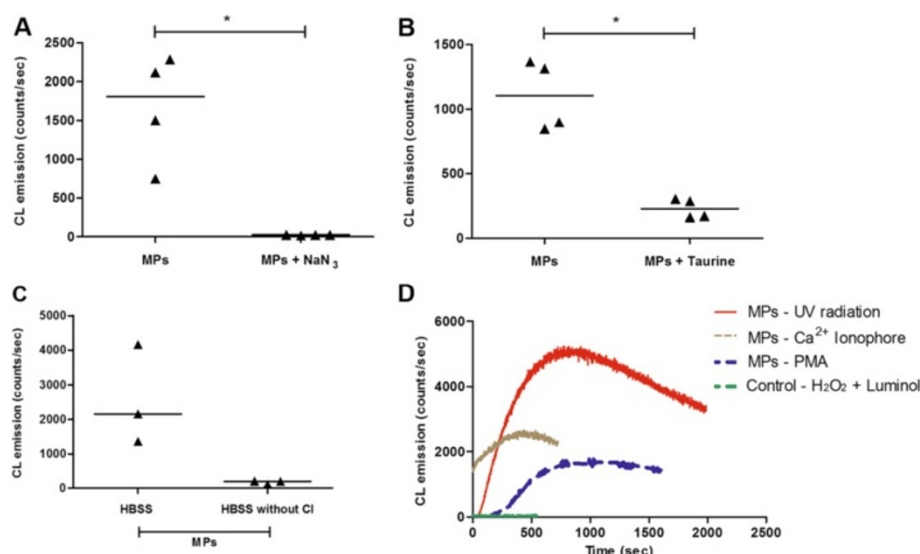 A
*
CL emission (counts/sec)
2500
2000
1500
1000
500
0
MPs
MPs + NaN₃
B
*
CL emission (counts/sec)
1500
1000
500
0
MPs
MPs + Taurine
C
CL emission (counts/sec)
5000
4000
3000
2000
1000
0
HBSS
HBSS without Cl
MPs
D
CL emission (counts/sec)
6000
4000
2000
0
0 500 1000 1500 2000 2500
Time (sec)
MPs - UV radiation
MPs - Ca²⁺ Ionophore
MPs - PMA
Control - H₂O₂ + Luminol